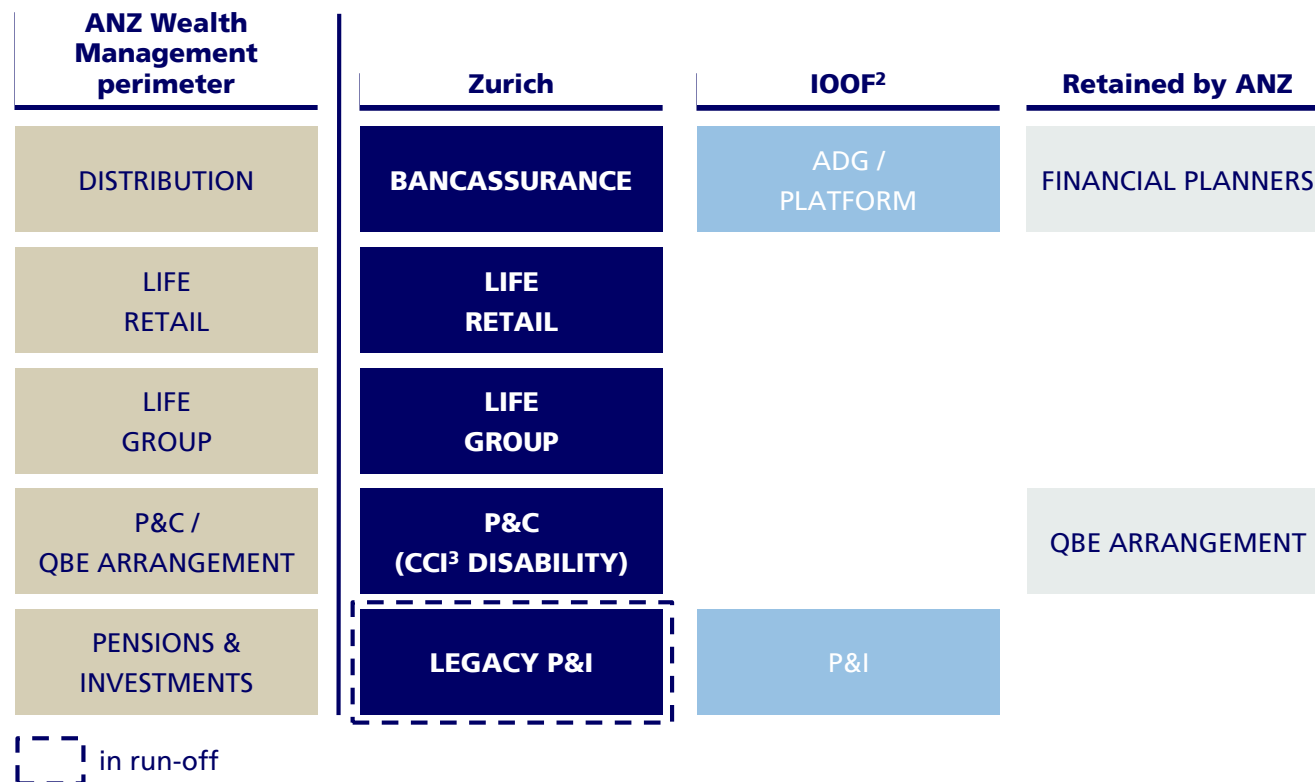 ANZ Wealth
Management
perimeter
Zurich
IOOF²
Retained by ANZ
DISTRIBUTION
BANCASSURANCE
ADG /
PLATFORM
FINANCIAL PLANNERS
LIFE
RETAIL
LIFE
RETAIL
LIFE
GROUP
LIFE
GROUP
P&C /
QBE ARRANGEMENT
P&C
(CCI³ DISABILITY)
QBE ARRANGEMENT
PENSIONS &
INVESTMENTS
LEGACY P&I
P&I
in run-off